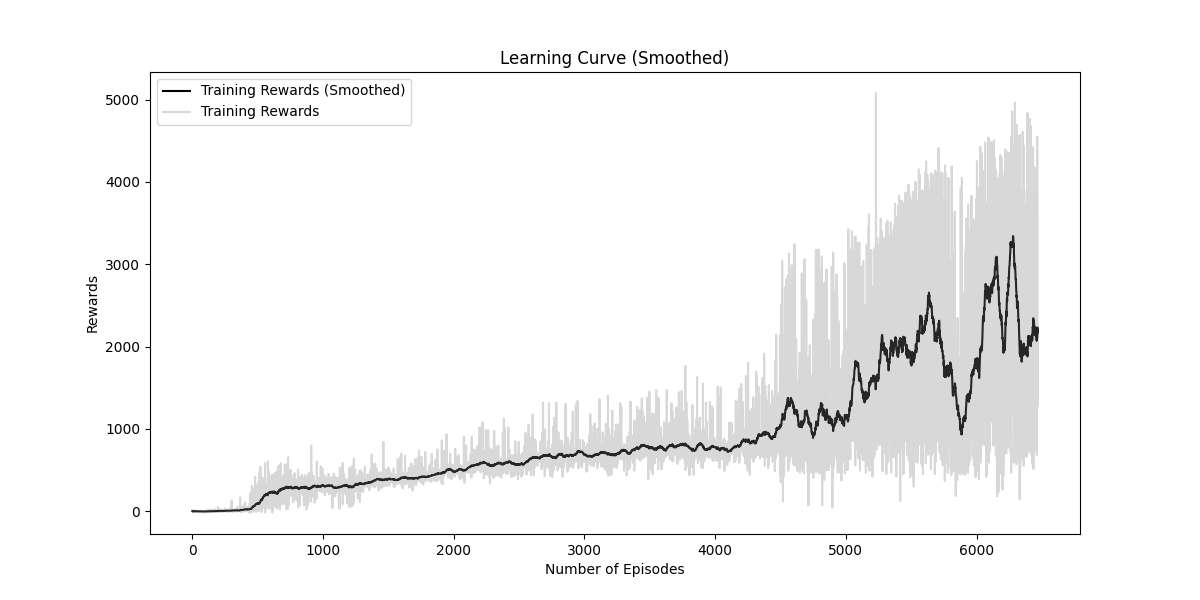 Learning Curve (Smoothed)
Training Rewards (Smoothed)
Training Rewards
5000
4000
3000
2000
1000
0
Rewards
0 1000 2000 3000 4000 5000 6000
Number of Episodes